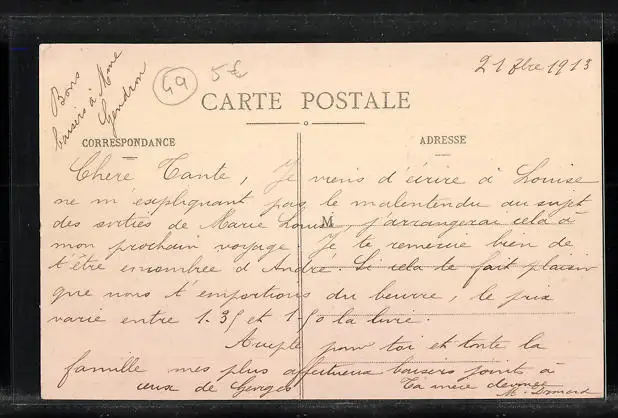 21 9bre 1913
Bons
baisers à Mme
Gendron
49 5€
CARTE POSTALE
CORRESPONDANCE
ADRESSE
M
Chere Tante, Je viens d'écrire à Louise
ne m'expliquant pas le malentendu au sujet
des sorties de Marie Louise, j'arrangerai cela à
mon prochain voyage. Je te remercie bien de
t'être encombrée d'André. Si cela te fait plaisir
que nous t'emportions du beurre, le prix
varie entre 1.35 et 1.50 la livre.
pour toi et toute la
famille mes plus affectueux baisers joints à
ceux de Georges Ta nièce